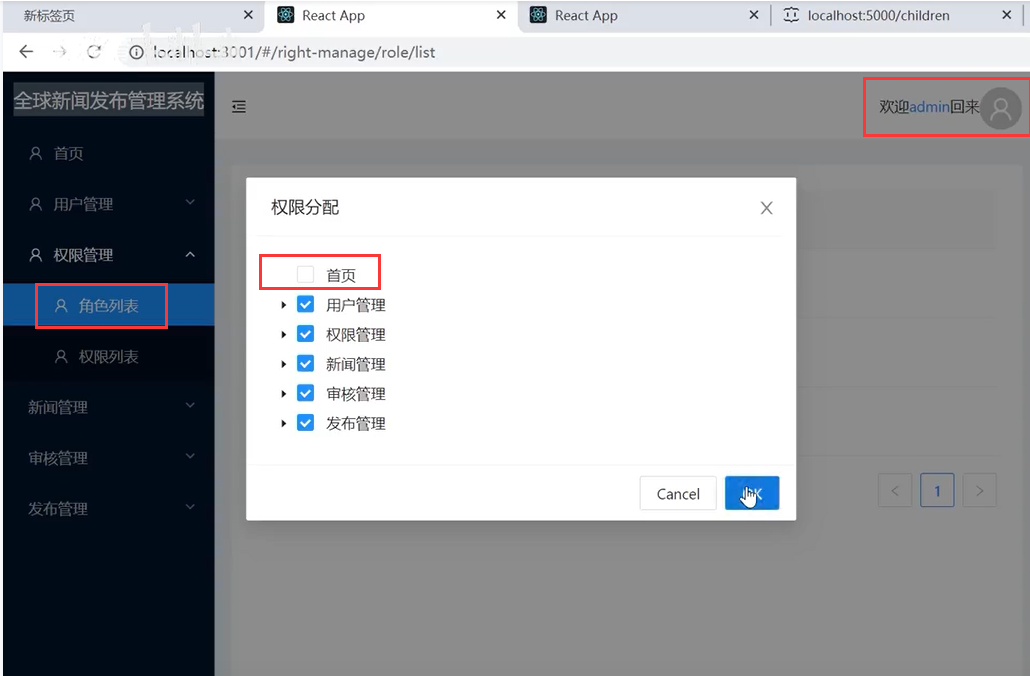 新标签页
React App
React App
localhost:5000/children
localhost:3001/#/right-manage/role/list
全球新闻发布管理系统
欢迎admin回来
首页
用户管理
权限管理
角色列表
权限列表
新闻管理
审核管理
发布管理
权限分配
首页
用户管理
权限管理
新闻管理
审核管理
发布管理
Cancel
1